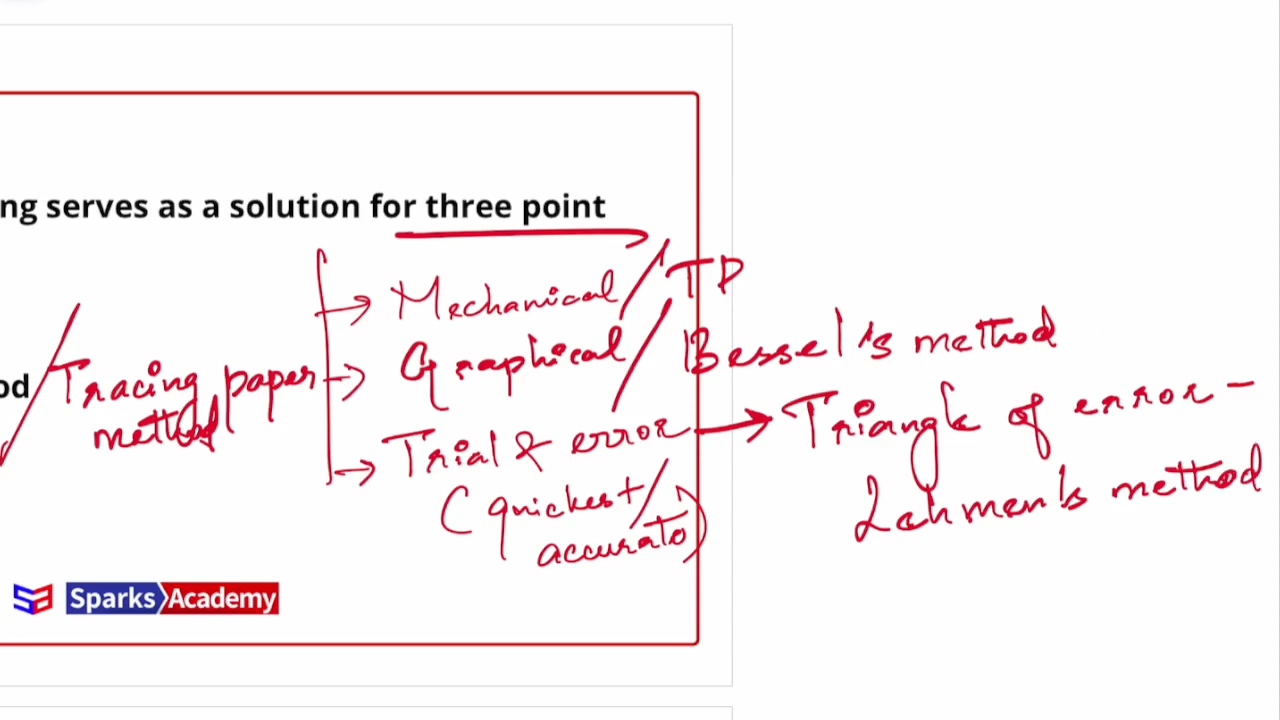 ng serves as a solution for three point
Mechanical / TP
Graphical / Bessel's method
od / Tracing paper method
Trial & error → Triangle of error -
Lehmen's method
(quickest/
accurate)
Sparks Academy